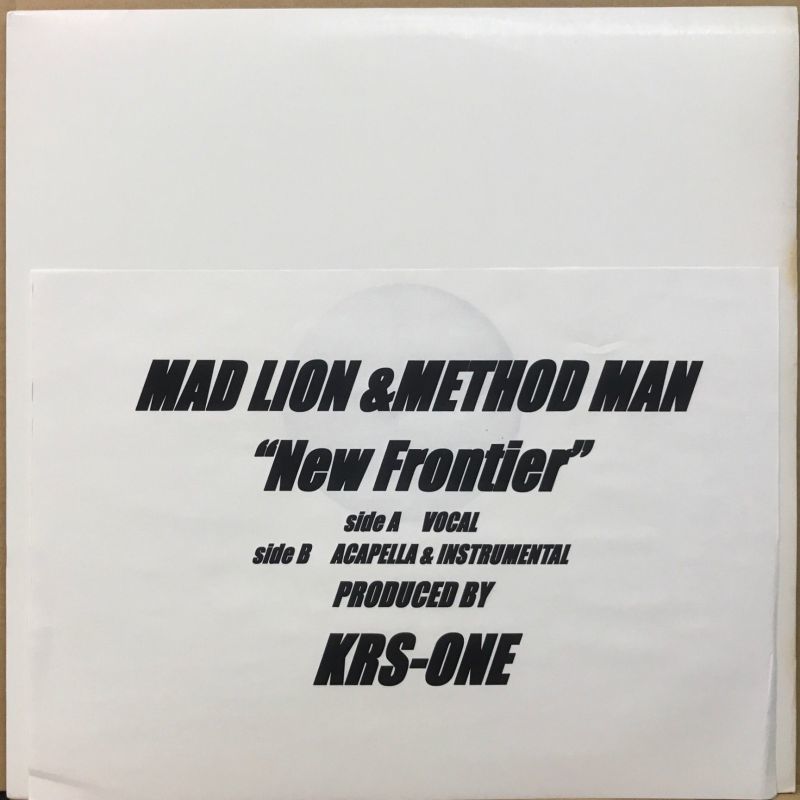 MAD LION &METHOD MAN
“New Frontier”
side A VOCAL
side B ACAPELLA & INSTRUMENTAL
PRODUCED BY
KRS-ONE